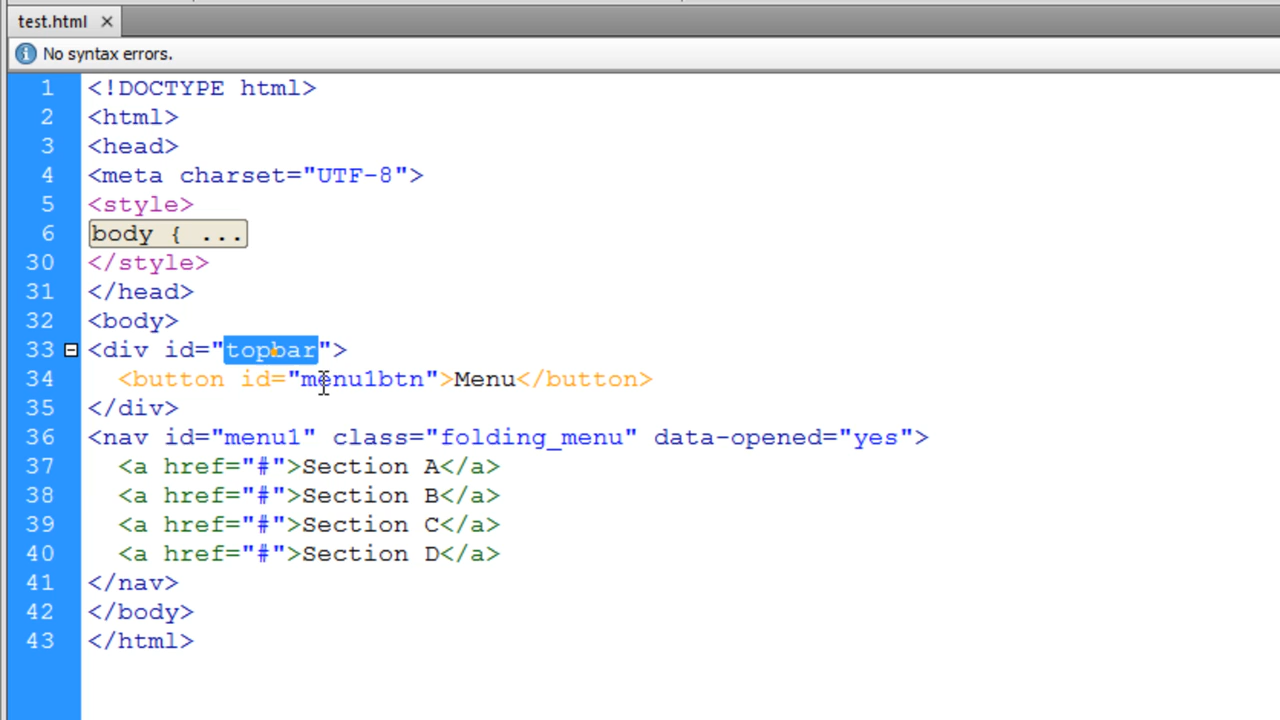 test.html ×
No syntax errors.
1 <!DOCTYPE html>
2 <html>
3 <head>
4 <meta charset="UTF-8">
5 <style>
6 body { ...
30 </style>
31 </head>
32 <body>
33 <div id="topbar">
34 <button id="menu1btn">Menu</button>
35 </div>
36 <nav id="menu1" class="folding_menu" data-opened="yes">
37 <a href="#">Section A</a>
38 <a href="#">Section B</a>
39 <a href="#">Section C</a>
40 <a href="#">Section D</a>
41 </nav>
42 </body>
43 </html>